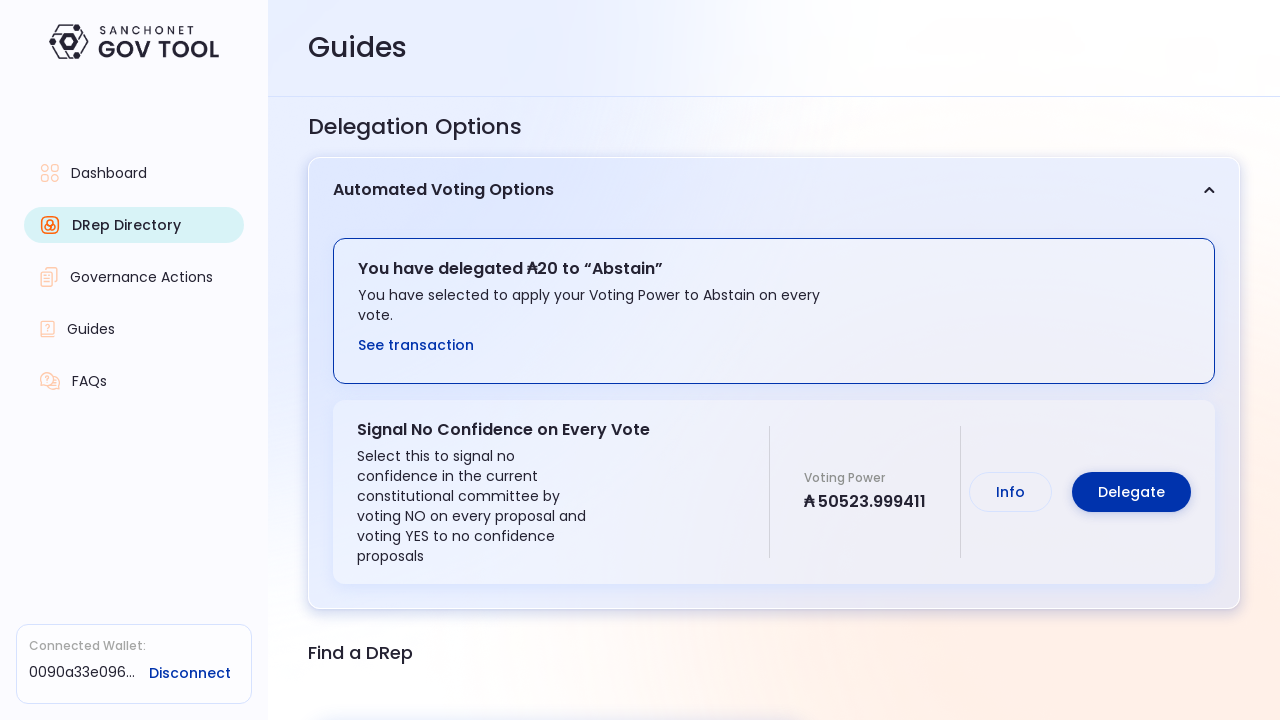 SANCHONET
GOV TOOL
Dashboard
DRep Directory
Governance Actions
Guides
FAQs
Connected Wallet:
0090a33e096...
Disconnect
Guides
Delegation Options
Automated Voting Options
You have delegated ₳20 to “Abstain”
You have selected to apply your Voting Power to Abstain on every
vote.
See transaction
Signal No Confidence on Every Vote
Select this to signal no
confidence in the current
constitutional committee by
voting NO on every proposal and
voting YES to no confidence
proposals
Voting Power
₳ 50523.999411
Info
Delegate
Find a DRep